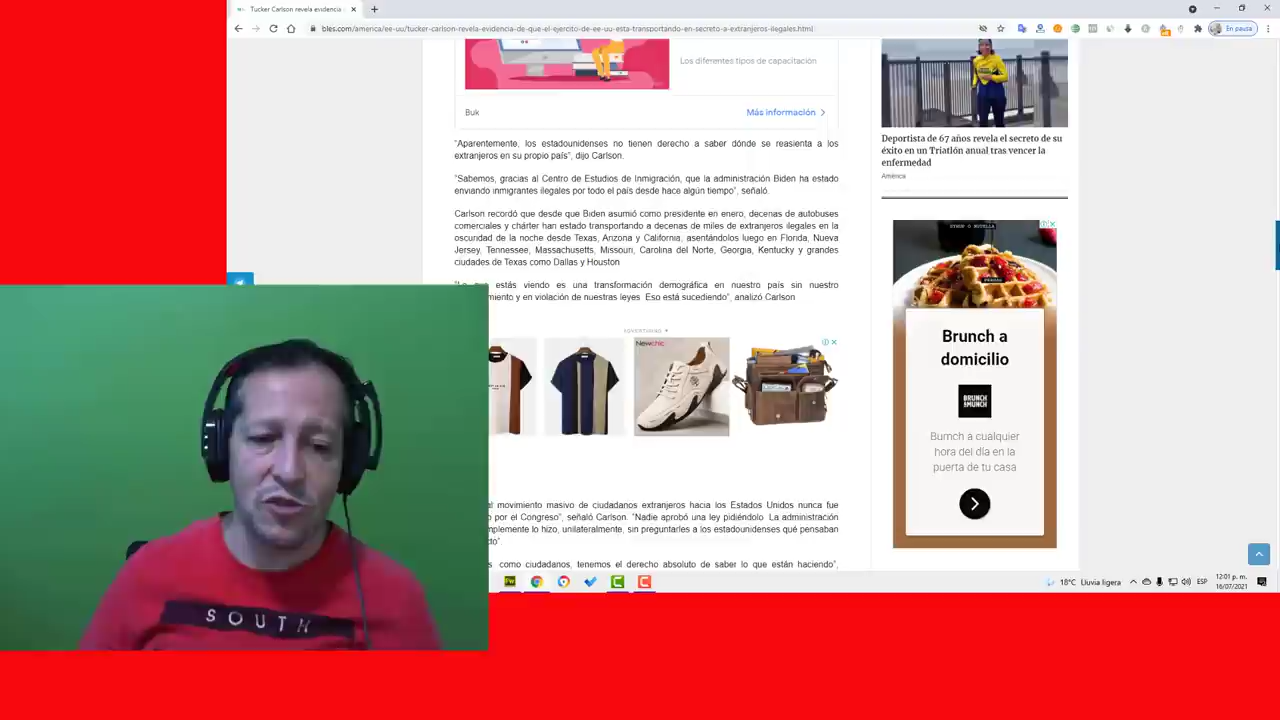 Tucker Carlson revela evidencia
bles.com/america/ee-uu/tucker-carlson-revela-evidencia-de-que-el-ejercito-de-ee-uu-esta-transportando-en-secreto-a-extranjeros-ilegales.html
En pausa
Los diferentes tipos de capacitación
Buk
Más información
"Aparentemente, los estadounidenses no tienen derecho a saber dónde se reasienta a los
extranjeros en su propio país", dijo Carlson.
"Sabemos, gracias al Centro de Estudios de Inmigración, que la administración Biden ha estado
enviando inmigrantes ilegales por todo el país desde hace algún tiempo", señaló.
Carlson recordó que desde que Biden asumió como presidente en enero, decenas de autobuses
comerciales y chárter han estado transportando a decenas de miles de extranjeros ilegales en la
oscuridad de la noche desde Texas, Arizona y California, asentándolos luego en Florida, Nueva
Jersey, Tennessee, Massachusetts, Missouri, Carolina del Norte, Georgia, Kentucky y grandes
ciudades de Texas como Dallas y Houston
estás viendo es una transformación demográfica en nuestro país sin nuestro
miento y en violación de nuestras leyes. Eso está sucediendo", analizó Carlson
ADVERTISING
Newchic
al movimiento masivo de ciudadanos extranjeros hacia los Estados Unidos nunca fue
por el Congreso", señaló Carlson. "Nadie aprobó una ley pidiéndolo. La administración
mplemente lo hizo, unilateralmente, sin preguntarles a los estadounidenses qué pensaban
como ciudadanos, tenemos el derecho absoluto de saber lo que están haciendo",
Deportista de 67 años revela el secreto de su
éxito en un Triatlón anual tras vencer la
enfermedad
América
Brunch a
domicilio
BRUNCH
MUNCH
Brunch a cualquier
hora del día en la
puerta de tu casa
SOUTH
18°C Lluvia ligera
ESP
12:01 p. m.
16/07/2021